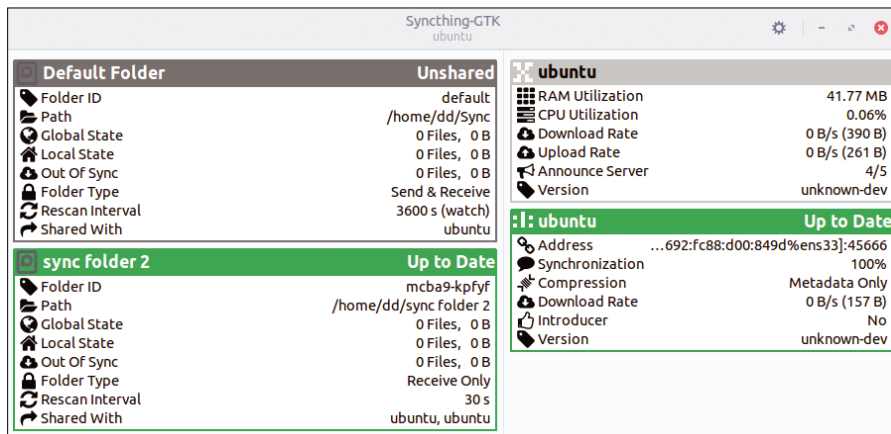 Syncthing-GTK
ubuntu
Default Folder Unshared
Folder ID default
Path /home/dd/Sync
Global State 0 Files, 0 B
Local State 0 Files, 0 B
Out Of Sync 0 Files, 0 B
Folder Type Send & Receive
Rescan Interval 3600 s (watch)
Shared With ubuntu
sync folder 2 Up to Date
Folder ID mcba9-kpfyf
Path /home/dd/sync folder 2
Global State 0 Files, 0 B
Local State 0 Files, 0 B
Out Of Sync 0 Files, 0 B
Folder Type Receive Only
Rescan Interval 30 s
Shared With ubuntu, ubuntu
ubuntu
RAM Utilization 41.77 MB
CPU Utilization 0.06%
Download Rate 0 B/s (390 B)
Upload Rate 0 B/s (261 B)
Announce Server 4/5
Version unknown-dev
ubuntu Up to Date
Address ...692:fc88:d00:849d%ens33]:45666
Synchronization 100%
Compression Metadata Only
Download Rate 0 B/s (157 B)
Introducer No
Version unknown-dev